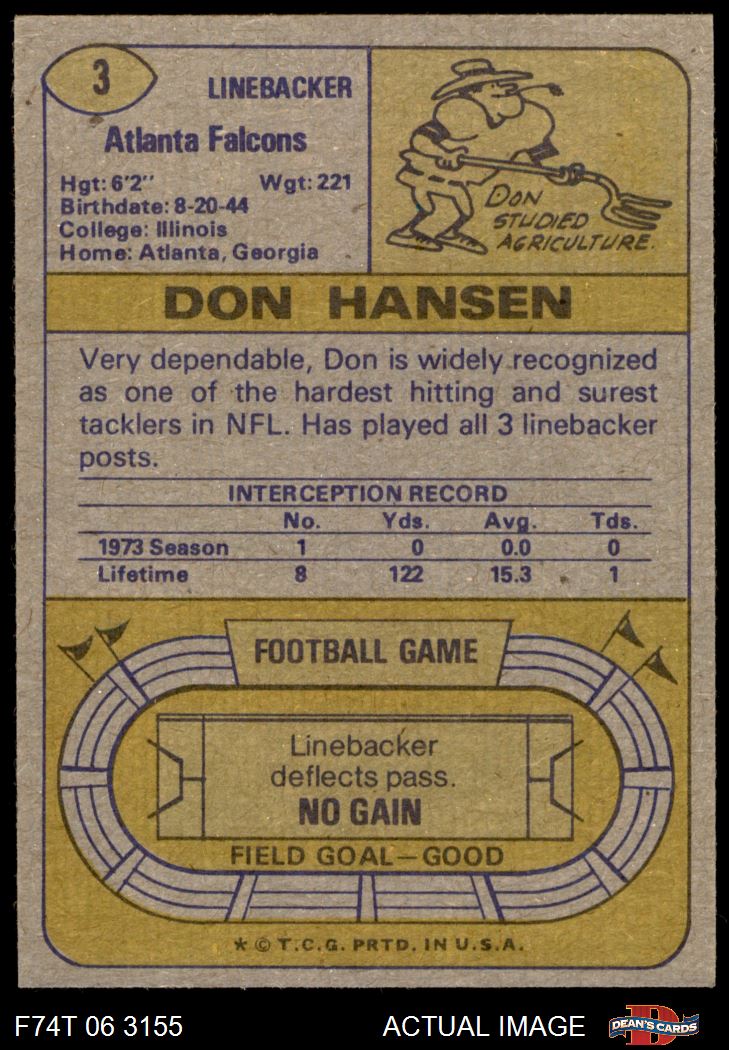 3
LINEBACKER
Atlanta Falcons
Hgt: 6'2" Wgt: 221
Birthdate: 8-20-44
College: Illinois
Home: Atlanta, Georgia
DON
STUDIED
AGRICULTURE.
DON HANSEN
Very dependable, Don is widely recognized
as one of the hardest hitting and surest
tacklers in NFL. Has played all 3 linebacker
posts.
INTERCEPTION RECORD
No. Yds. Avg. Tds.
1973 Season 1 0 0.0 0
Lifetime 8 122 15.3 1
FOOTBALL GAME
Linebacker
deflects pass.
NO GAIN
FIELD GOAL—GOOD
* © T.C.G. PRTD. IN U.S.A.
F74T 06 3155 ACTUAL IMAGE
D
DEAN'S CARDS